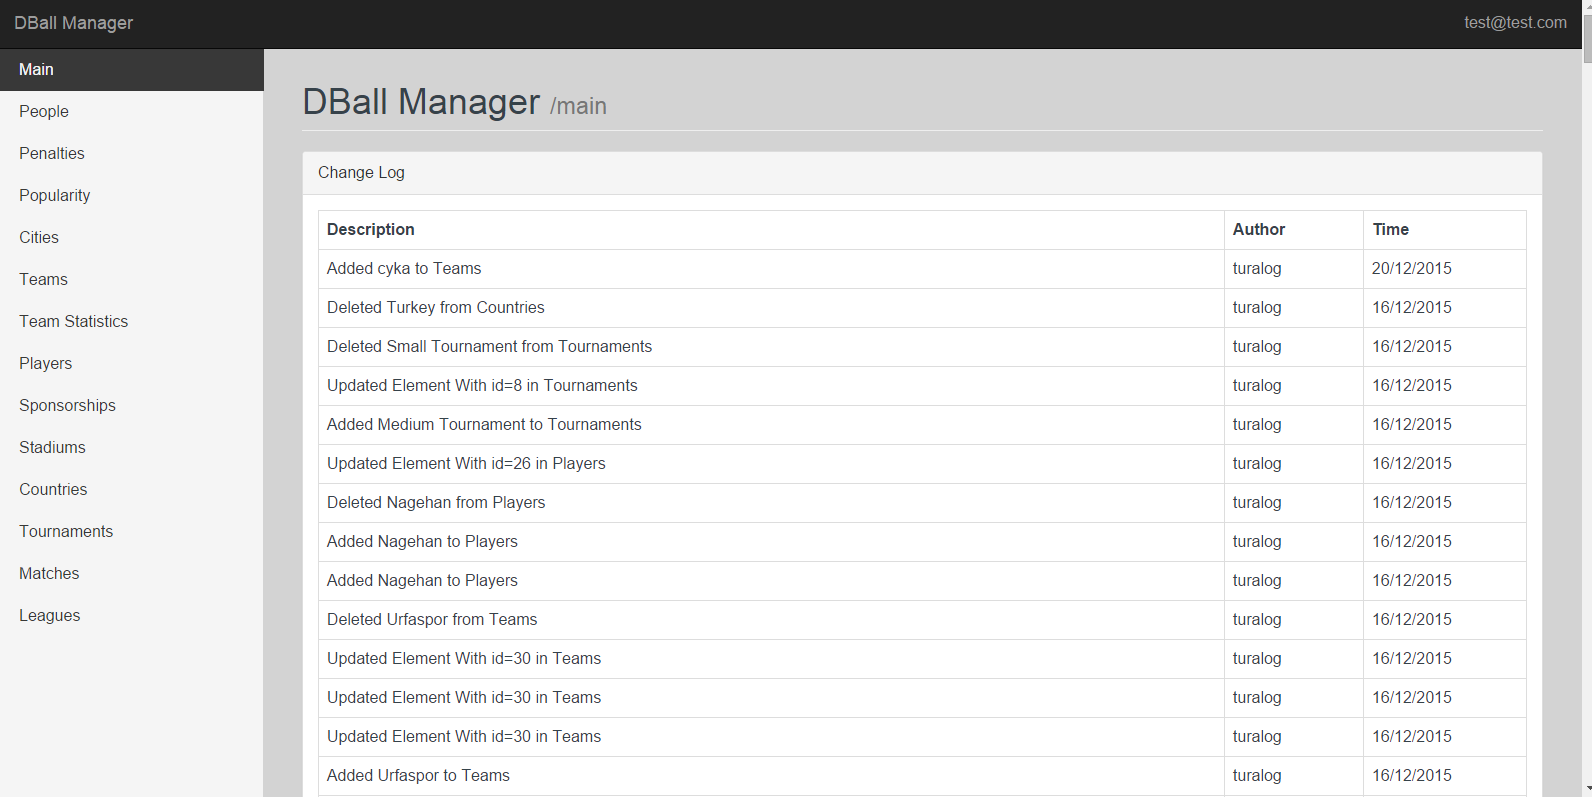 DBall Manager test@test.com
Main
People
Penalties
Popularity
Cities
Teams
Team Statistics
Players
Sponsorships
Stadiums
Countries
Tournaments
Matches
Leagues
DBall Manager /main
Change Log
Description Author Time
Added cyka to Teams turalog 20/12/2015
Deleted Turkey from Countries turalog 16/12/2015
Deleted Small Tournament from Tournaments turalog 16/12/2015
Updated Element With id=8 in Tournaments turalog 16/12/2015
Added Medium Tournament to Tournaments turalog 16/12/2015
Updated Element With id=26 in Players turalog 16/12/2015
Deleted Nagehan from Players turalog 16/12/2015
Added Nagehan to Players turalog 16/12/2015
Added Nagehan to Players turalog 16/12/2015
Deleted Urfaspor from Teams turalog 16/12/2015
Updated Element With id=30 in Teams turalog 16/12/2015
Updated Element With id=30 in Teams turalog 16/12/2015
Updated Element With id=30 in Teams turalog 16/12/2015
Added Urfaspor to Teams turalog 16/12/2015